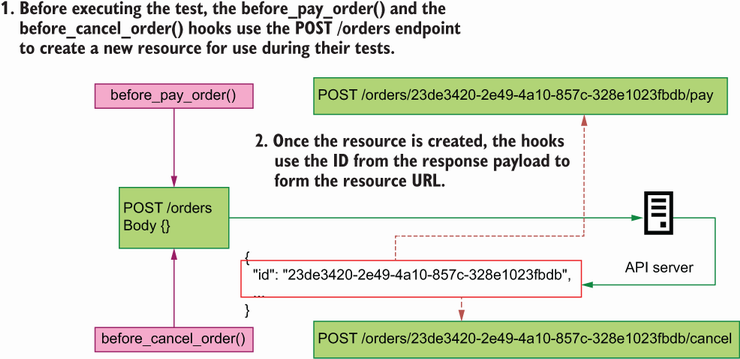 1. Before executing the test, the before_pay_order() and the
before_cancel_order() hooks use the POST /orders endpoint
to create a new resource for use during their tests.
before_pay_order()
POST /orders/23de3420-2e49-4a10-857c-328e1023fbdb/pay
2. Once the resource is created, the hooks
use the ID from the response payload to
form the resource URL.
POST /orders
Body {}
{
"id": "23de3420-2e49-4a10-857c-328e1023fbdb",
...
}
API server
before_cancel_order()
POST /orders/23de3420-2e49-4a10-857c-328e1023fbdb/cancel